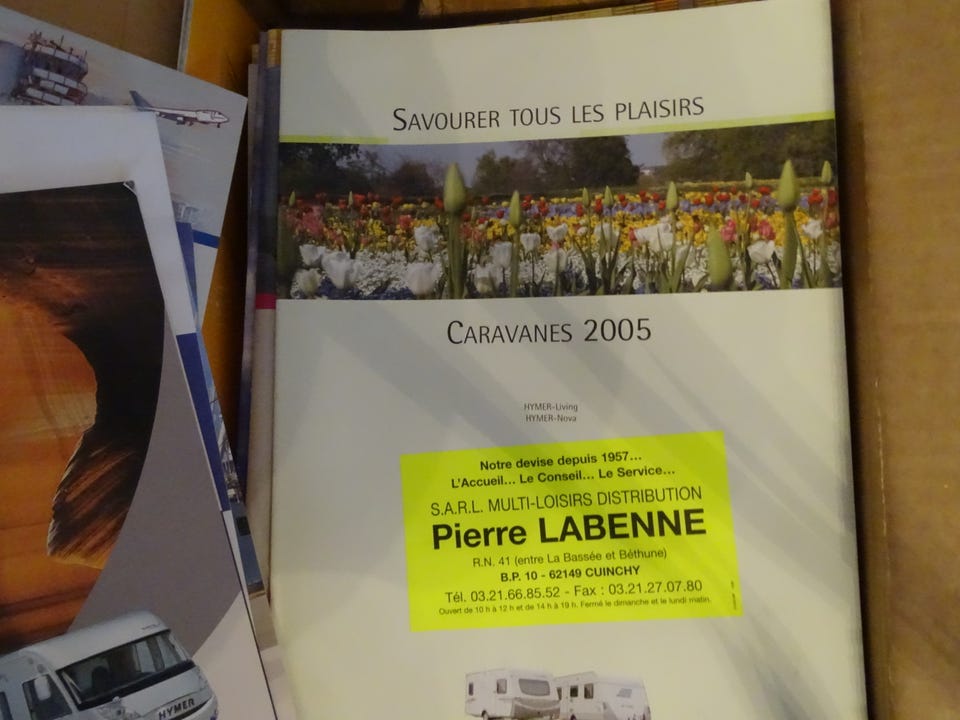 SAVOURER TOUS LES PLAISIRS
CARAVANES 2005
HYMER-Living
HYMER-Nova
Notre devise depuis 1957...
L'Accueil... Le Conseil... Le Service...
S.A.R.L. MULTI-LOISIRS DISTRIBUTION
Pierre LABENNE
R.N. 41 (entre La Bassée et Béthune)
B.P. 10 - 62149 CUINCHY
Tél. 03.21.66.85.52 - Fax : 03.21.27.07.80
Ouvert de 10 h à 12 h et de 14 h à 19 h. Fermé le dimanche et le lundi matin.
HYMER